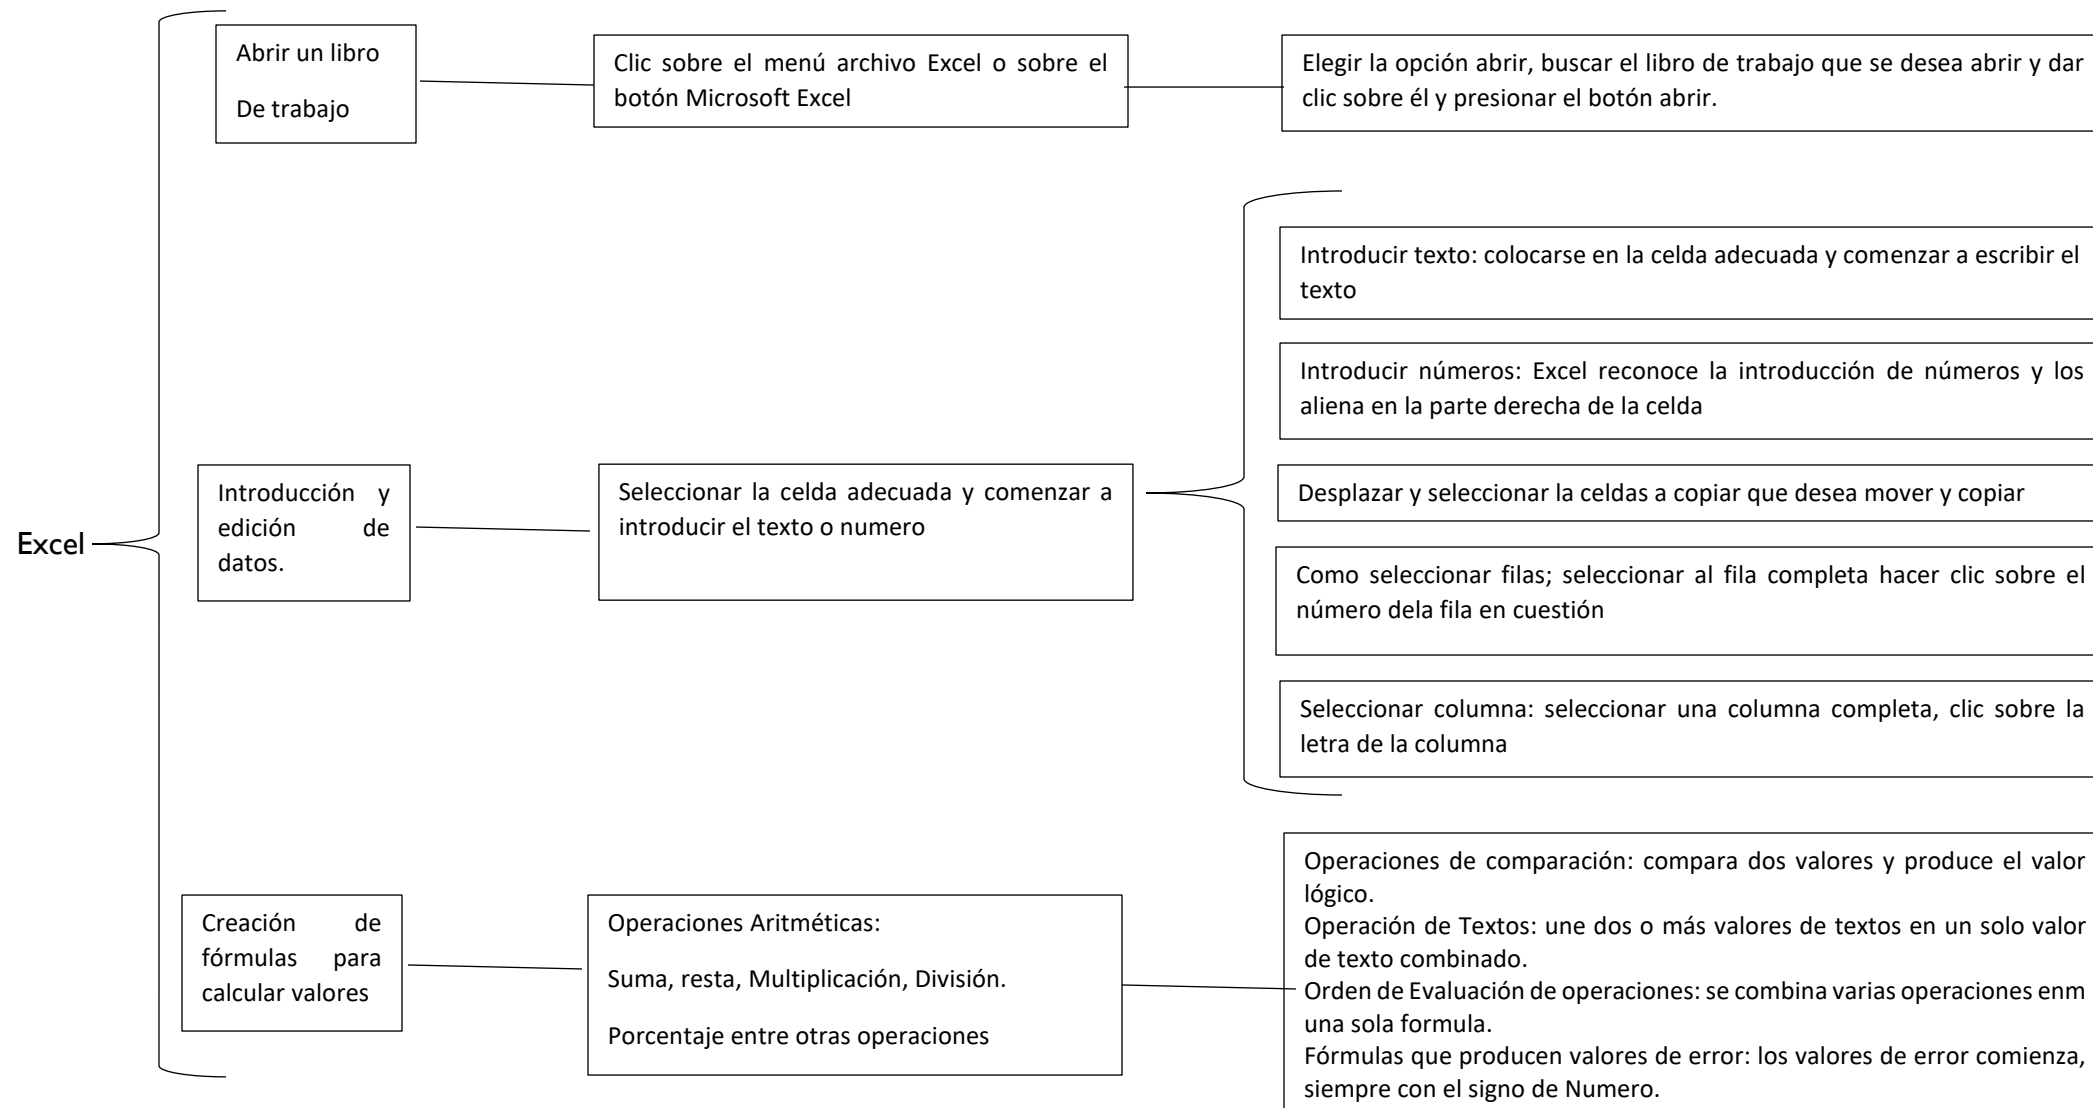 Excel
Abrir un libro
De trabajo
Clic sobre el menú archivo Excel o sobre el
botón Microsoft Excel
Elegir la opción abrir, buscar el libro de trabajo que se desea abrir y dar
clic sobre él y presionar el botón abrir.
Introducción y
edición de
datos.
Seleccionar la celda adecuada y comenzar a
introducir el texto o numero
Introducir texto: colocarse en la celda adecuada y comenzar a escribir el
texto
Introducir números: Excel reconoce la introducción de números y los
aliena en la parte derecha de la celda
Desplazar y seleccionar la celdas a copiar que desea mover y copiar
Como seleccionar filas; seleccionar al fila completa hacer clic sobre el
número dela fila en cuestión
Seleccionar columna: seleccionar una columna completa, clic sobre la
letra de la columna
Creación de
fórmulas para
calcular valores
Operaciones Aritméticas:
Suma, resta, Multiplicación, División.
Porcentaje entre otras operaciones
Operaciones de comparación: compara dos valores y produce el valor
lógico.
Operación de Textos: une dos o más valores de textos en un solo valor
de texto combinado.
Orden de Evaluación de operaciones: se combina varias operaciones enm
una sola formula.
Fórmulas que producen valores de error: los valores de error comienza,
siempre con el signo de Numero.